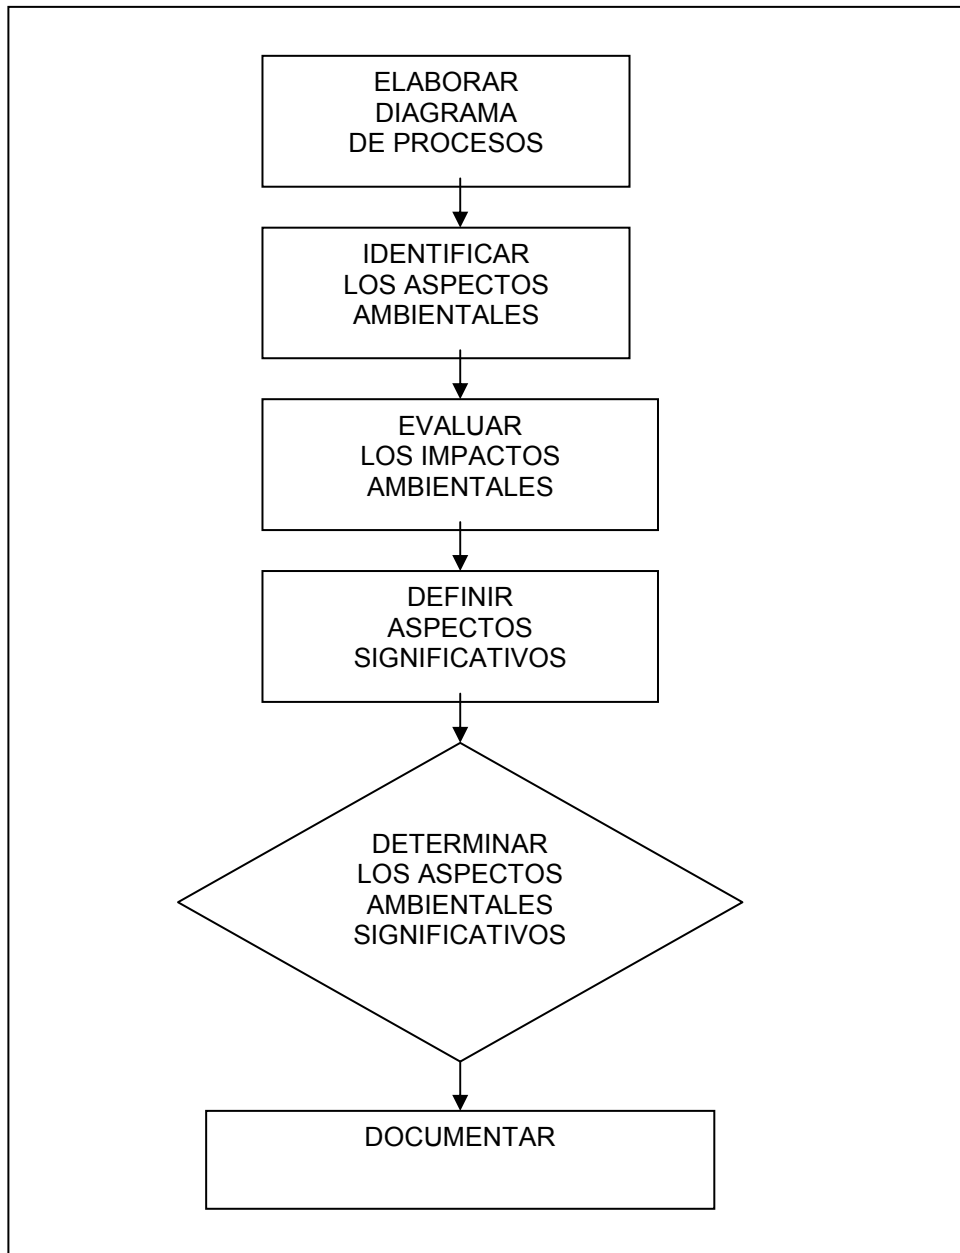 ELABORAR
DIAGRAMA
DE PROCESOS
IDENTIFICAR
LOS ASPECTOS
AMBIENTALES
EVALUAR
LOS IMPACTOS
AMBIENTALES
DEFINIR
ASPECTOS
SIGNIFICATIVOS
DETERMINAR
LOS ASPECTOS
AMBIENTALES
SIGNIFICATIVOS
DOCUMENTAR